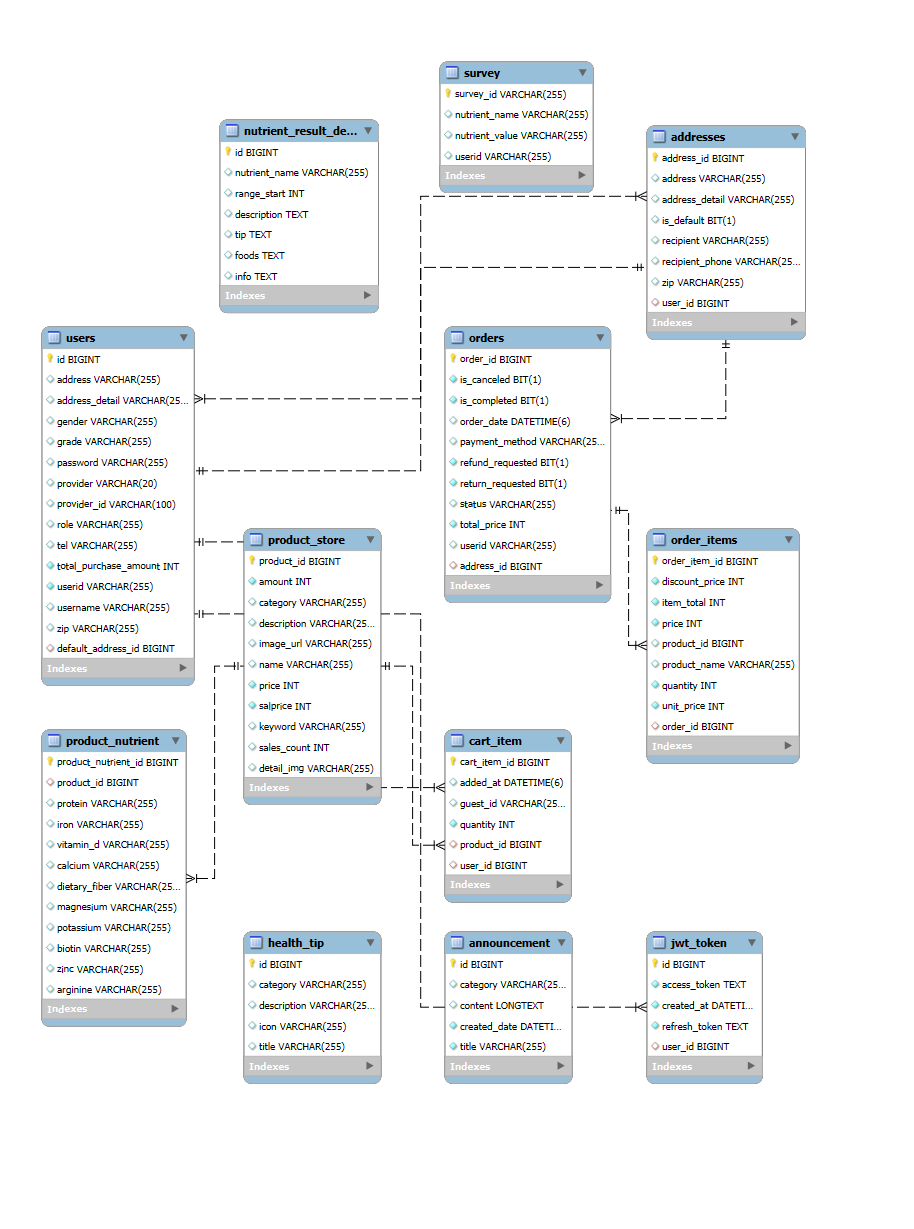 survey
survey_id VARCHAR(255)
nutrient_name VARCHAR(255)
nutrient_value VARCHAR(255)
userid VARCHAR(255)
Indexes
nutrient_result_de...
id BIGINT
nutrient_name VARCHAR(255)
range_start INT
description TEXT
tip TEXT
foods TEXT
info TEXT
Indexes
addresses
address_id BIGINT
address VARCHAR(255)
address_detail VARCHAR(255)
is_default BIT(1)
recipient VARCHAR(255)
recipient_phone VARCHAR(25...
zip VARCHAR(255)
user_id BIGINT
Indexes
users
id BIGINT
address VARCHAR(255)
address_detail VARCHAR(25...
gender VARCHAR(255)
grade VARCHAR(255)
password VARCHAR(255)
provider VARCHAR(20)
provider_id VARCHAR(100)
role VARCHAR(255)
tel VARCHAR(255)
total_purchase_amount INT
userid VARCHAR(255)
username VARCHAR(255)
zip VARCHAR(255)
default_address_id BIGINT
Indexes
orders
order_id BIGINT
is_canceled BIT(1)
is_completed BIT(1)
order_date DATETIME(6)
payment_method VARCHAR(25...
refund_requested BIT(1)
return_requested BIT(1)
status VARCHAR(255)
total_price INT
userid VARCHAR(255)
address_id BIGINT
Indexes
product_store
product_id BIGINT
amount INT
category VARCHAR(255)
description VARCHAR(25...
image_url VARCHAR(255)
name VARCHAR(255)
price INT
salprice INT
keyword VARCHAR(255)
sales_count INT
detail_img VARCHAR(255)
Indexes
order_items
order_item_id BIGINT
discount_price INT
item_total INT
price INT
product_id BIGINT
product_name VARCHAR(255)
quantity INT
unit_price INT
order_id BIGINT
Indexes
product_nutrient
product_nutrient_id BIGINT
product_id BIGINT
protein VARCHAR(255)
iron VARCHAR(255)
vitamin_d VARCHAR(255)
calcium VARCHAR(255)
dietary_fiber VARCHAR(25...
magnesium VARCHAR(255)
potassium VARCHAR(255)
biotin VARCHAR(255)
zinc VARCHAR(255)
arginine VARCHAR(255)
Indexes
cart_item
cart_item_id BIGINT
added_at DATETIME(6)
guest_id VARCHAR(25...
quantity INT
product_id BIGINT
user_id BIGINT
Indexes
health_tip
id BIGINT
category VARCHAR(255)
description VARCHAR(25...
icon VARCHAR(255)
title VARCHAR(255)
Indexes
announcement
id BIGINT
category VARCHAR(25...
content LONGTEXT
created_date DATETI...
title VARCHAR(255)
Indexes
jwt_token
id BIGINT
access_token TEXT
created_at DATETI...
refresh_token TEXT
user_id BIGINT
Indexes